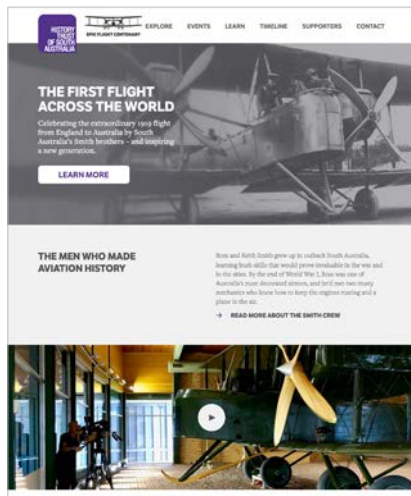 HISTORY
TRUST
OF SOUTH
AUSTRALIA
EPIC FLIGHT CENTENARY
EXPLORE EVENTS LEARN TIMELINE SUPPORTERS CONTACT
THE FIRST FLIGHT
ACROSS THE WORLD
Celebrating the extraordinary 1919 flight
from England to Australia by South
Australia's Smith brothers – and inspiring
a new generation.
LEARN MORE
THE MEN WHO MADE
AVIATION HISTORY
Ross and Keith Smith grew up in outback South Australia,
learning bush skills that would prove invaluable in the war and
in the skies. By the end of World War I, Ross was one of
Australia's most decorated airmen, and he'd met two trusty
mechanics who knew how to keep the engines roaring and a
plane in the air.
→ READ MORE ABOUT THE SMITH CREW